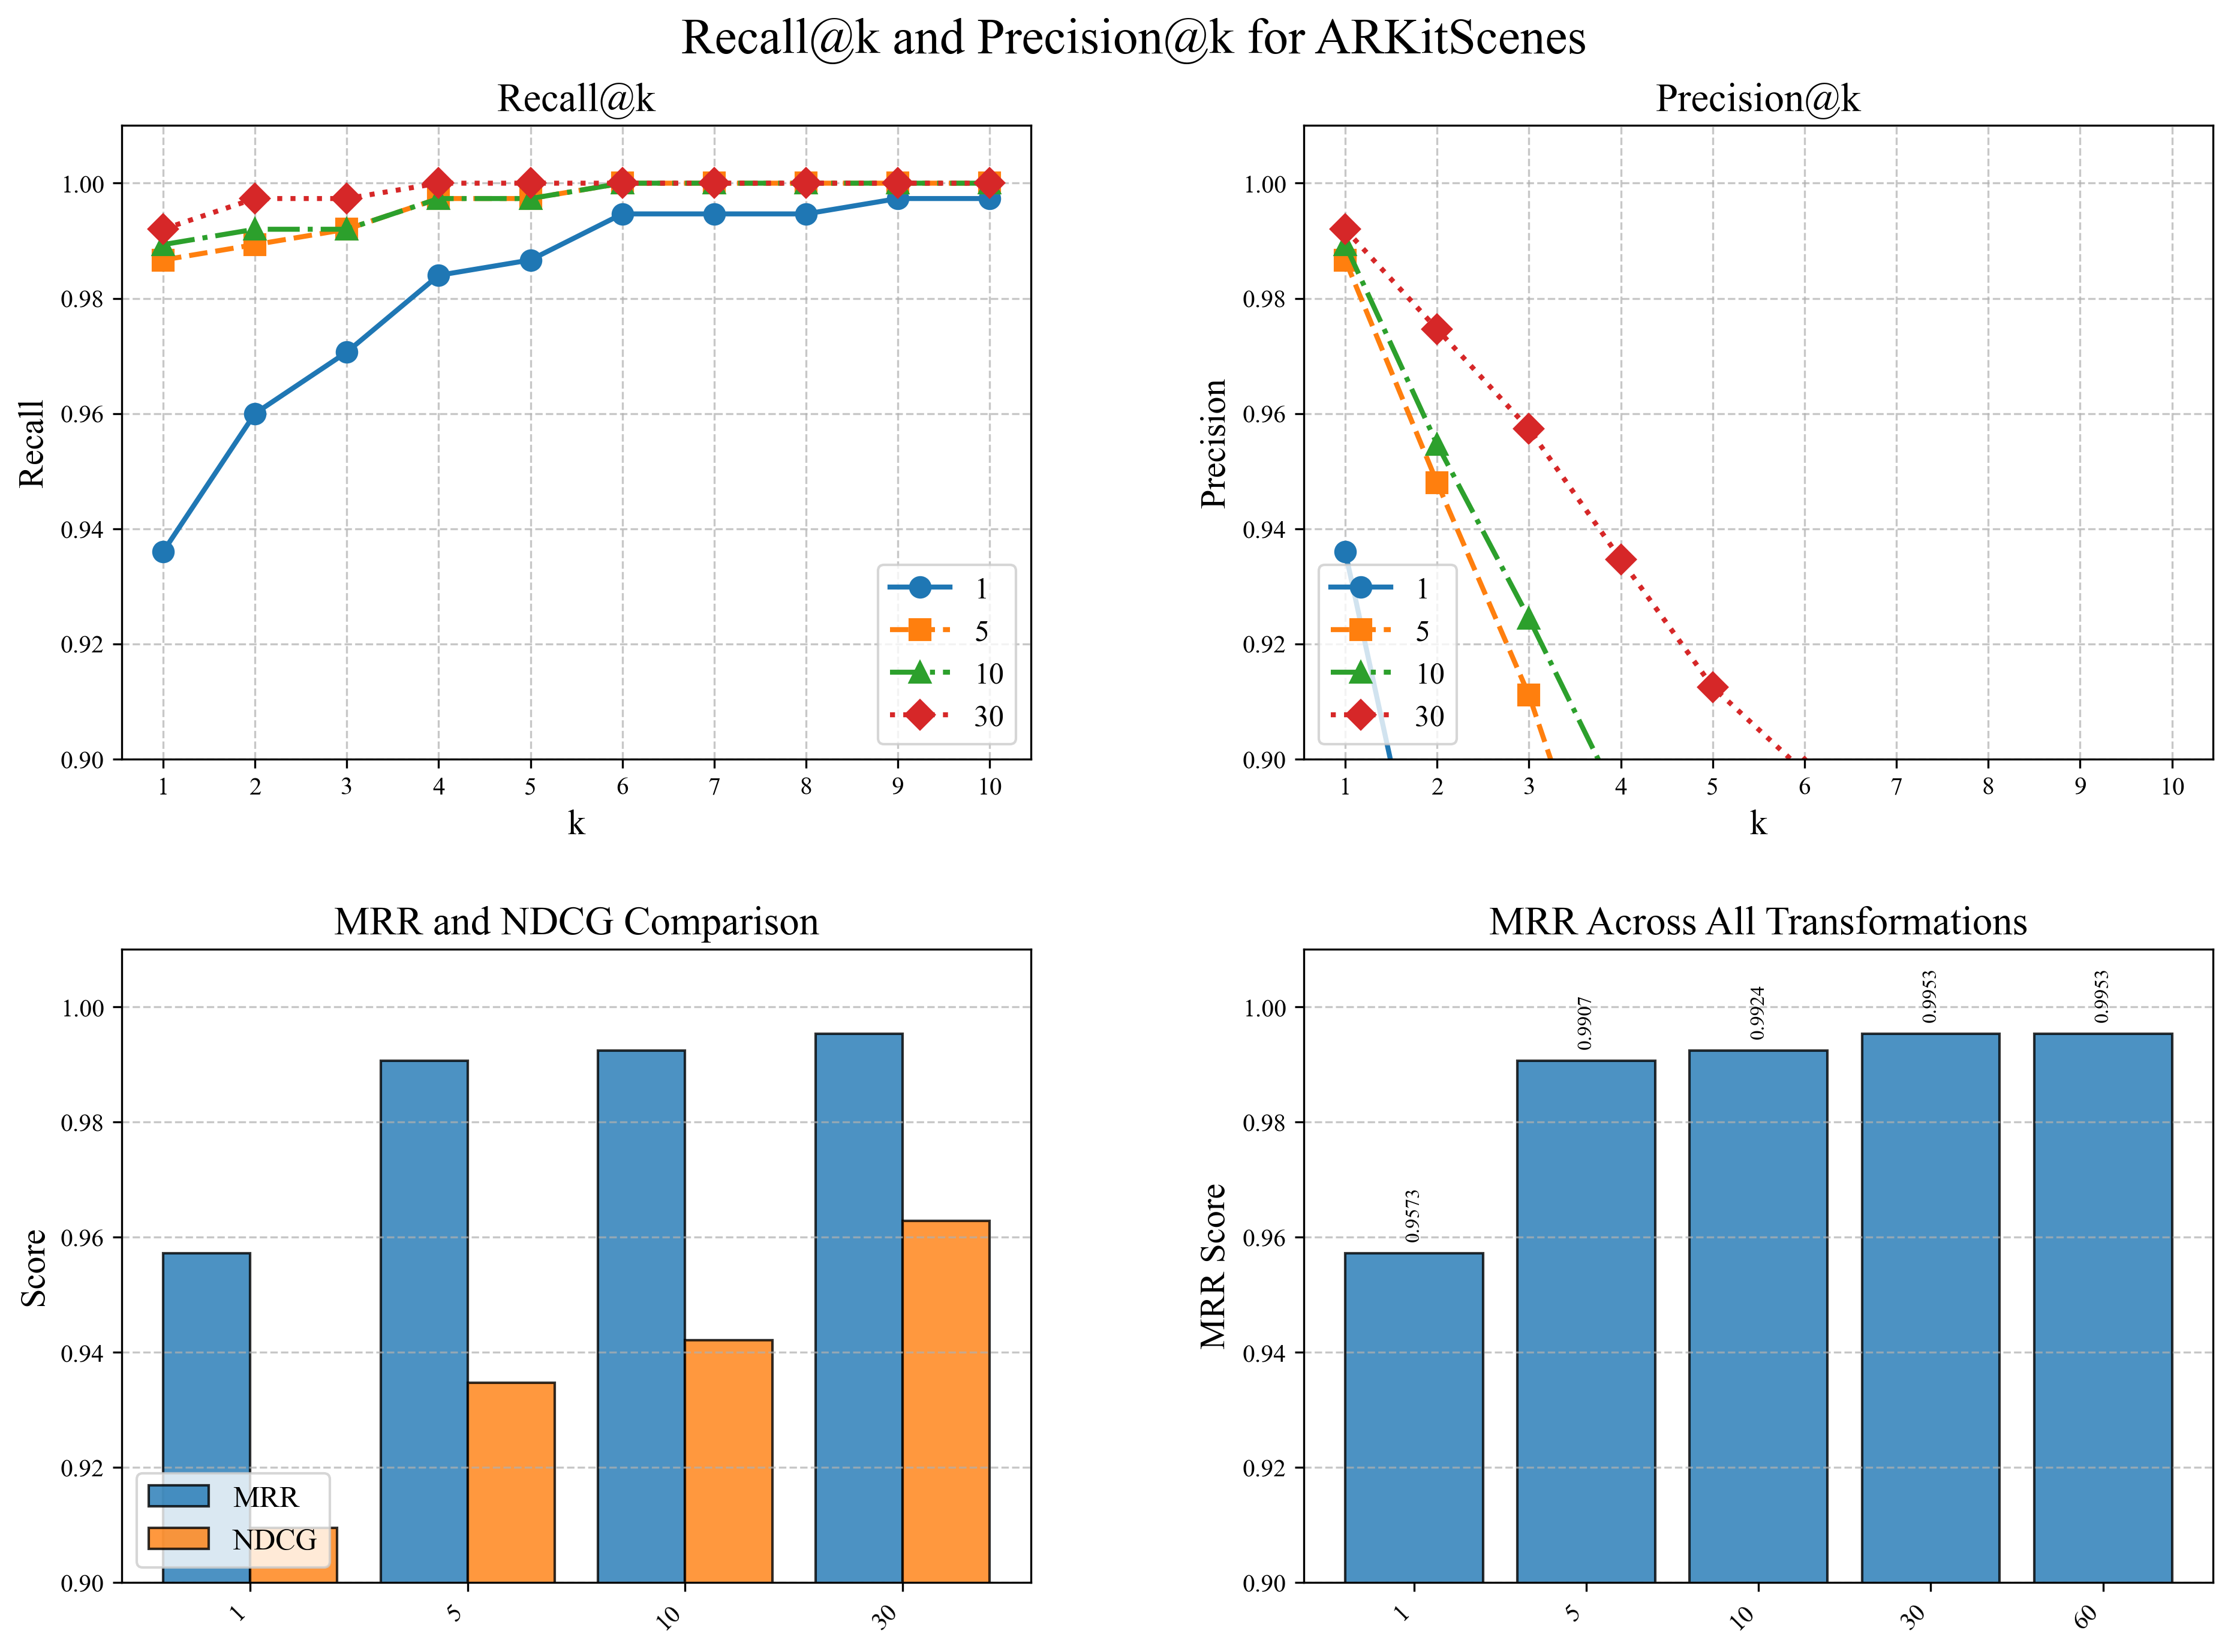 Recall@k and Precision@k for ARKitScenes
Recall@k
Recall
1.00
0.98
0.96
0.94
0.92
0.90
1 2 3 4 5 6 7 8 9 10
k
1
5
10
30
Precision@k
Precision
1.00
0.98
0.96
0.94
0.92
0.90
1 2 3 4 5 6 7 8 9 10
k
1
5
10
30
MRR and NDCG Comparison
Score
1.00
0.98
0.96
0.94
0.92
0.90
1 5 10 30
MRR
NDCG
MRR Across All Transformations
MRR Score
1.00
0.98
0.96
0.94
0.92
0.90
0.9573 0.9907 0.9924 0.9953 0.9953
1 5 10 30 60